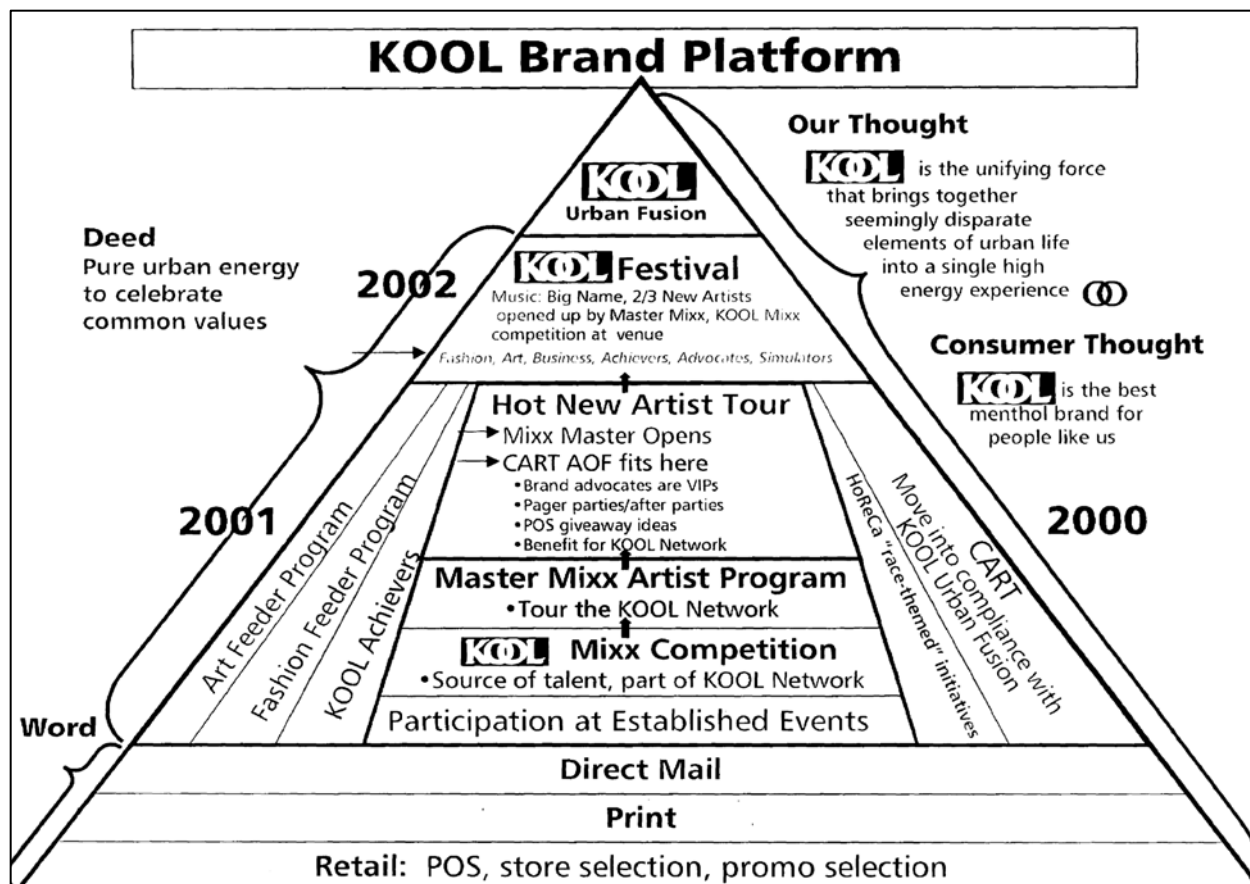 KOOL Brand Platform
Our Thought
KOOL is the unifying force
that brings together
seemingly disparate
elements of urban life
into a single high
energy experience
Consumer Thought
KOOL is the best
menthol brand for
people like us
Deed
Pure urban energy
to celebrate
common values
2002
2001
2000
Word
KOOL
Urban Fusion
KOOL Festival
Music: Big Name, 2/3 New Artists
opened up by Master Mixx, KOOL Mixx
competition at venue
Fashion, Art, Business, Achievers, Advocates, Simulators
Hot New Artist Tour
Mixx Master Opens
CART AOF fits here
•Brand advocates are VIPs
•Pager parties/after parties
•POS giveaway ideas
•Benefit for KOOL Network
Master Mixx Artist Program
•Tour the KOOL Network
KOOL Mixx Competition
•Source of talent, part of KOOL Network
Participation at Established Events
Art Feeder Program
Fashion Feeder Program
KOOL Achievers
HoReCa "race-themed" initiatives
CART
Move into compliance with
KOOL Urban Fusion
Direct Mail
Print
Retail: POS, store selection, promo selection